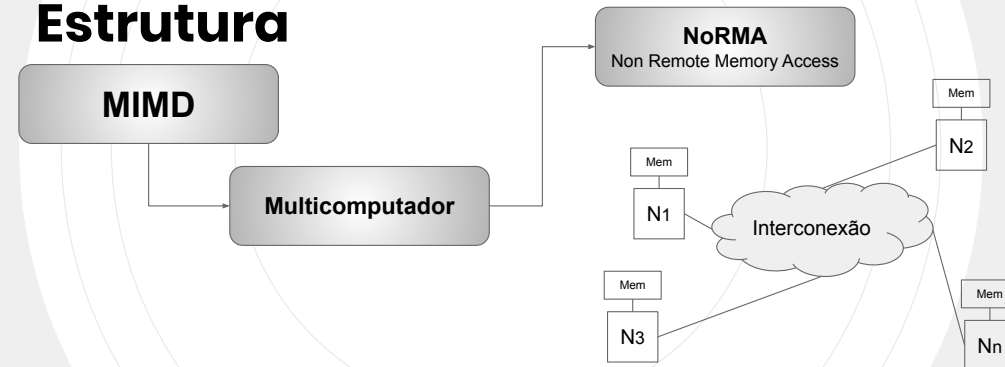 Estrutura
MIMD
Multicomputador
NoRMA
Non Remote Memory Access
Mem
N1
Mem
N2
Interconexão
Mem
N3
Mem
Nn